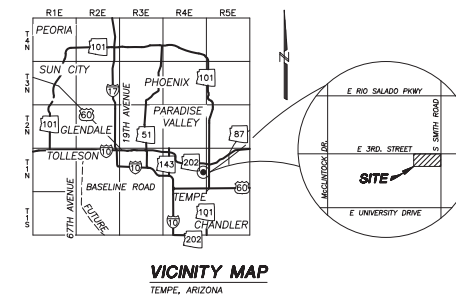 R1E R2E R3E R4E R5E
T4N
PEORIA
101
SUN CITY
T3N
17
19TH AVENUE
PHOENIX
101
PARADISE
VALLEY
60
T2N
101
GLENDALE
51
87
TOLLESON
10
143
202
T1N
10
BASELINE ROAD
60
TEMPE
67TH AVENUE
FUTURE
T1S
10
101
CHANDLER
202
N
E RIO SALADO PKWY
S SMITH ROAD
McCLINTOCK DR.
E 3RD. STREET
SITE
E UNIVERSITY DRIVE
VICINITY MAP
TEMPE, ARIZONA